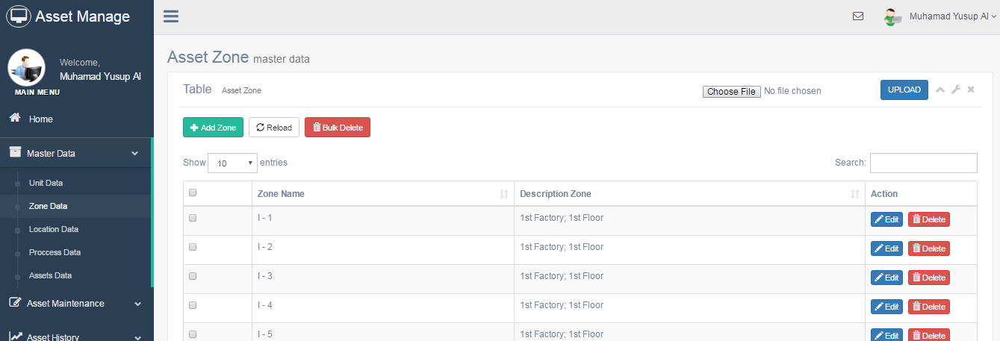 Asset Manage
Muhamad Yusup Al
Welcome,
Muhamad Yusup Al
MAIN MENU
Home
Master Data
Unit Data
Zone Data
Location Data
Proccess Data
Assets Data
Asset Maintenance
Asset History
Asset Zone master data
Table Asset Zone
Choose File No file chosen
UPLOAD
Add Zone Reload Bulk Delete
Show 10 entries
Search:
Zone Name Description Zone Action
I - 1 1st Factory; 1st Floor Edit Delete
I - 2 1st Factory; 1st Floor Edit Delete
I - 3 1st Factory; 1st Floor Edit Delete
I - 4 1st Factory; 1st Floor Edit Delete
I - 5 1st Factory; 1st Floor Edit Delete